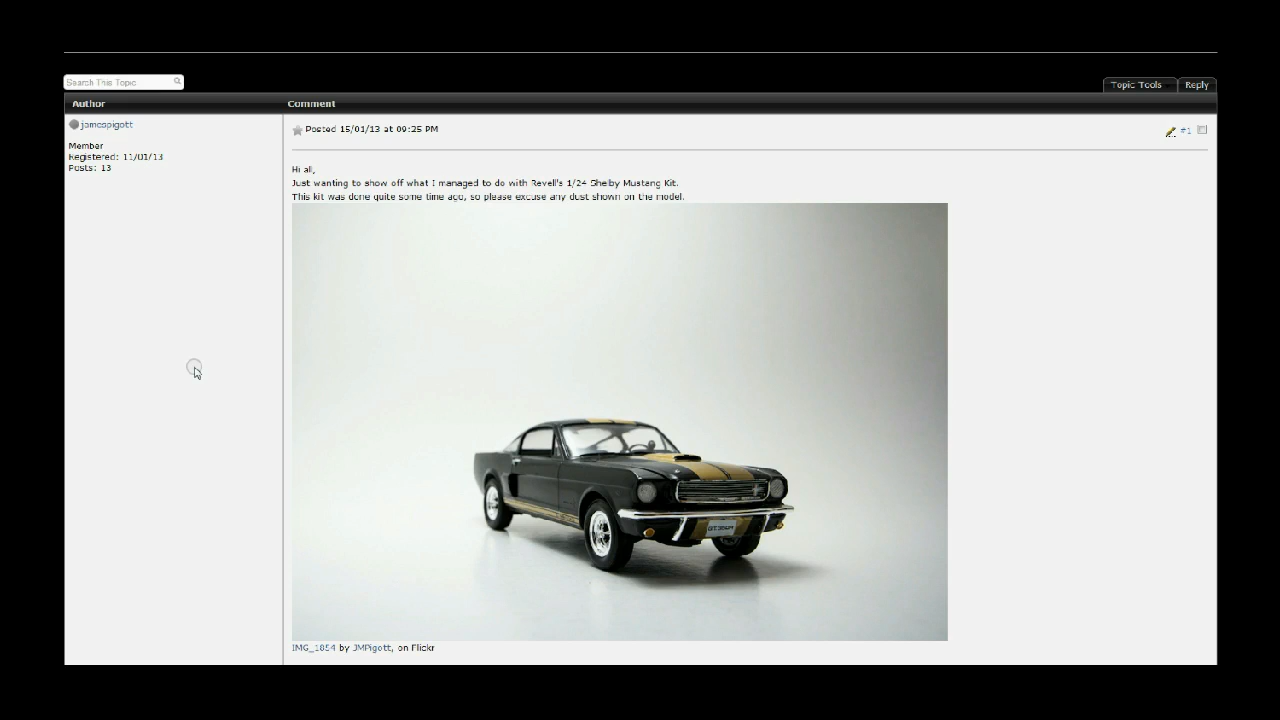 Search This Topic
Topic Tools
Reply
Author
Comment
jamespigott
Posted 15/01/13 at 09:25 PM
#1
Member
Registered: 11/01/13
Posts: 13
Hi all,
Just wanting to show off what I managed to do with Revell's 1/24 Shelby Mustang Kit.
This kit was done quite some time ago, so please excuse any dust shown on the model.
IMG_1854 by JMPigott, on Flickr